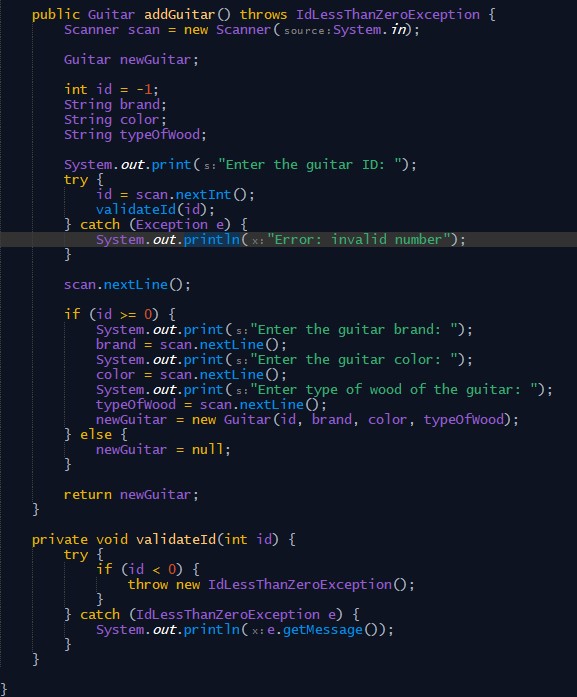 public Guitar addGuitar() throws IdLessThanZeroException {
Scanner scan = new Scanner( source: System.in);
Guitar newGuitar;
int id = -1;
String brand;
String color;
String typeOfWood;
System.out.print( s: "Enter the guitar ID: ");
try {
id = scan.nextInt();
validateId(id);
} catch (Exception e) {
System.out.println( x: "Error: invalid number");
}
scan.nextLine();
if (id >= 0) {
System.out.print( s: "Enter the guitar brand: ");
brand = scan.nextLine();
System.out.print( s: "Enter the guitar color: ");
color = scan.nextLine();
System.out.print( s: "Enter type of wood of the guitar: ");
typeOfWood = scan.nextLine();
newGuitar = new Guitar(id, brand, color, typeOfWood);
} else {
newGuitar = null;
}
return newGuitar;
}
private void validateId(int id) {
try {
if (id < 0) {
throw new IdLessThanZeroException();
}
} catch (IdLessThanZeroException e) {
System.out.println( x: e.getMessage());
}
}
}